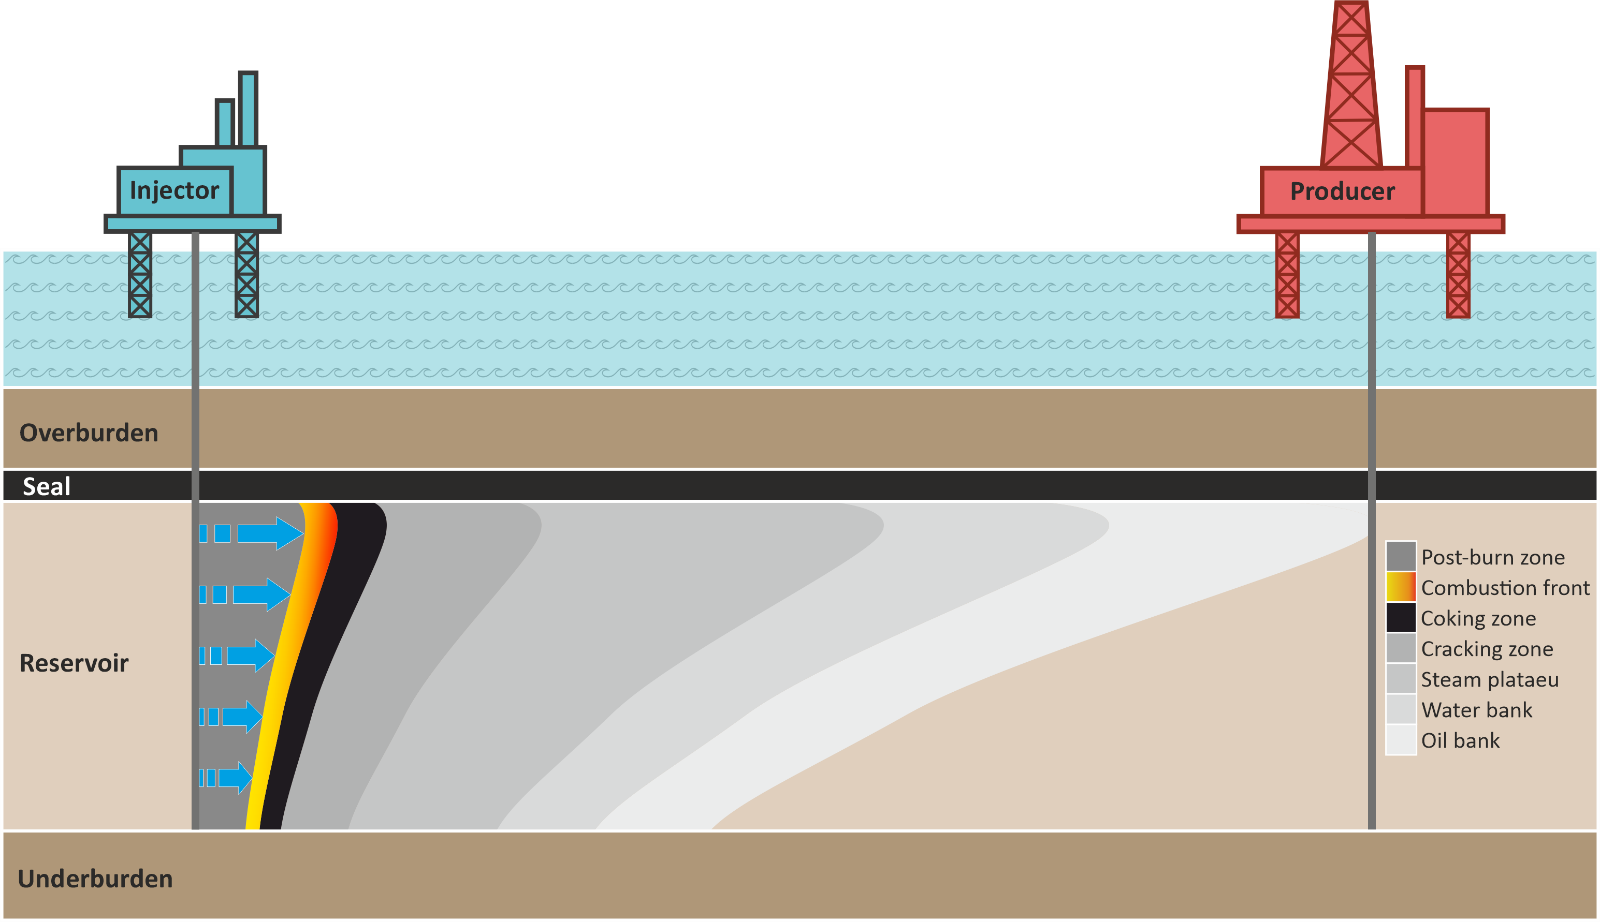 Injector
Producer
Overburden
Seal
Reservoir
Post-burn zone
Combustion front
Coking zone
Cracking zone
Steam plataeu
Water bank
Oil bank
Underburden